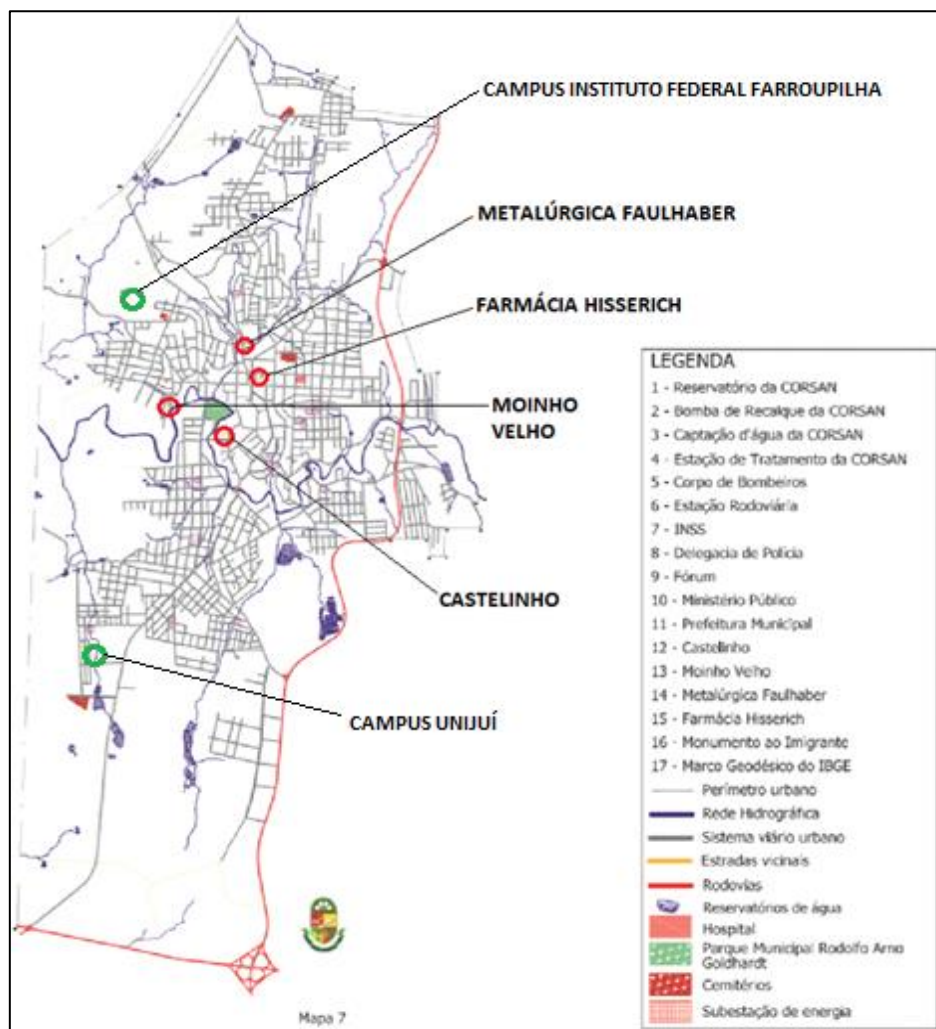 CAMPUS INSTITUTO FEDERAL FARROUPILHA
METALÚRGICA FAULHABER
FARMÁCIA HISSERICH
MOINHO
VELHO
CASTELINHO
CAMPUS UNIJUÍ
LEGENDA
1 - Reservatório da CORSAN
2 - Bomba de Recalque da CORSAN
3 - Captação d'água da CORSAN
4 - Estação de Tratamento da CORSAN
5 - Corpo de Bombeiros
6 - Estação Rodoviária
7 - INSS
8 - Delegacia de Polícia
9 - Fórum
10 - Ministério Público
11 - Prefeitura Municipal
12 - Castelinho
13 - Moinho Velho
14 - Metalúrgica Faulhaber
15 - Farmácia Hisserich
16 - Monumento ao Imigrante
17 - Marco Geodésico do IBGE
Perímetro urbano
Rede Hidrográfica
Sistema viário urbano
Estradas vicinais
Rodovias
Reservatórios de água
Hospital
Parque Municipal Rodolfo Arno
Goldhardt
Cemitérios
Subestação de energia
Mapa 7